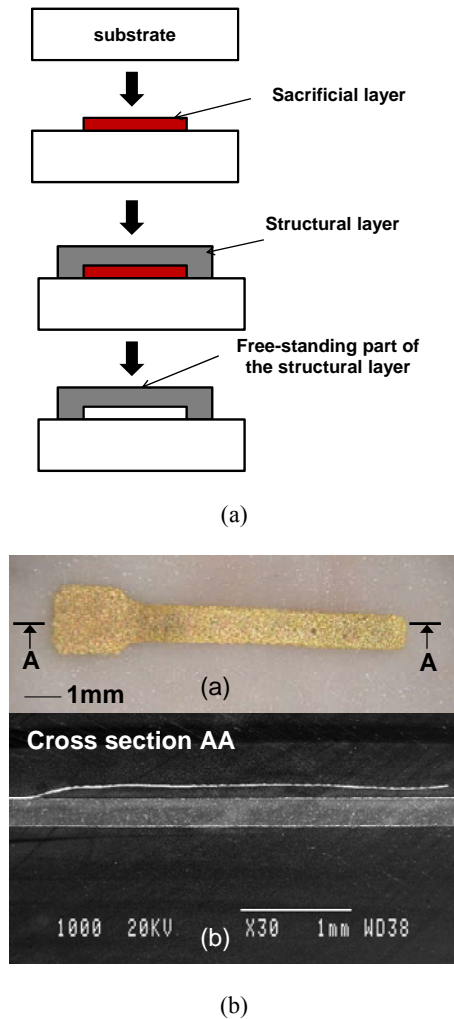 substrate
Sacrificial layer
Structural layer
Free-standing part of
the structural layer
(a)
A
A
1mm
(a)
Cross section AA
1000 20KV (b) X30 1mm WD38
(b)